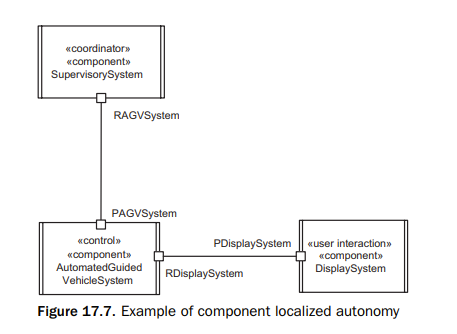 «coordinator»
«component»
SupervisorySystem
RAGVSystem
PAGVSystem
«control»
«component»
AutomatedGuided
VehicleSystem
PDisplaySystem
RDisplaySystem
«user interaction»
«component»
DisplaySystem
Figure 17.7. Example of component localized autonomy